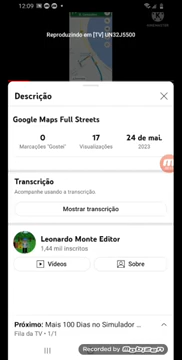 12:09
Reproduzindo em [TV] UN32J5500
Descrição
Google Maps Full Streets
0 17 24 de mai.
Marcações "Gostei" Visualizações 2023
Transcrição
Acompanhe usando a transcrição.
Mostrar transcrição
Leonardo Monte Editor
1,44 mil inscritos
Vídeos Sobre
Próximo: Mais 100 Dias no Simulador ...
Fila da TV • 1/1
Recorded by Mobizen